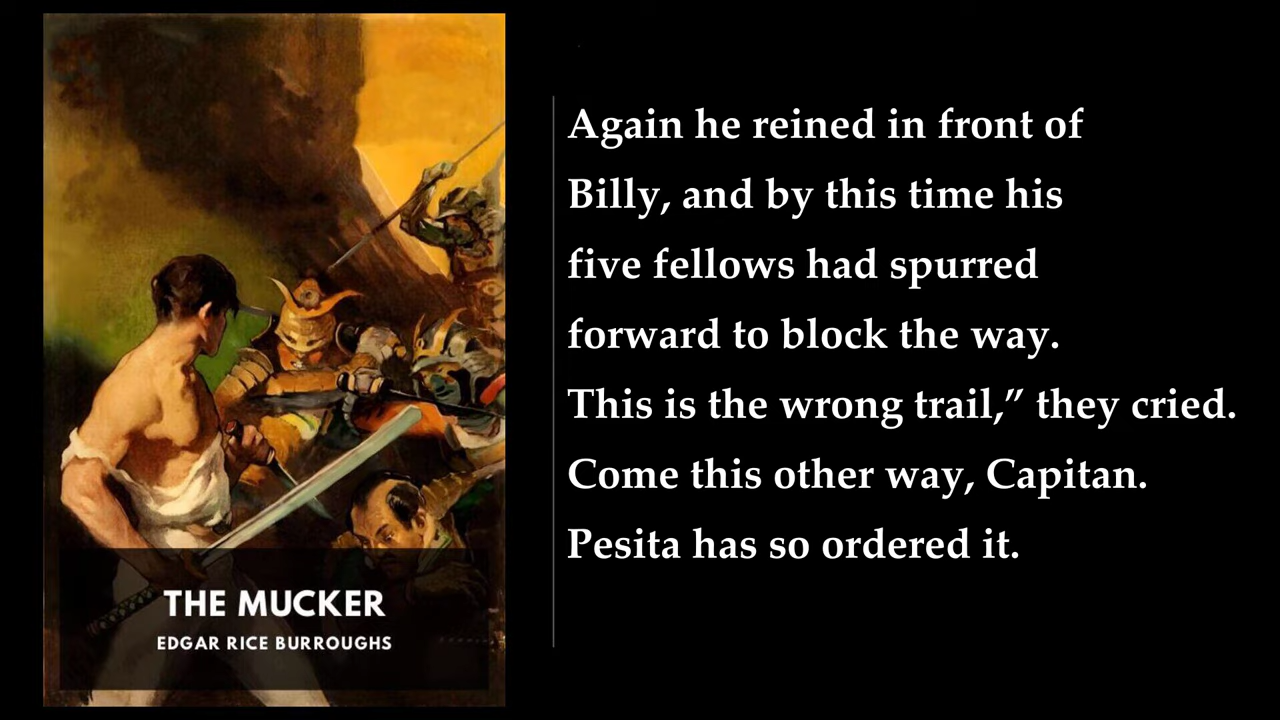 Again he reined in front of
Billy, and by this time his
five fellows had spurred
forward to block the way.
This is the wrong trail,” they cried.
Come this other way, Capitan.
Pesita has so ordered it.
THE MUCKER
EDGAR RICE BURROUGHS